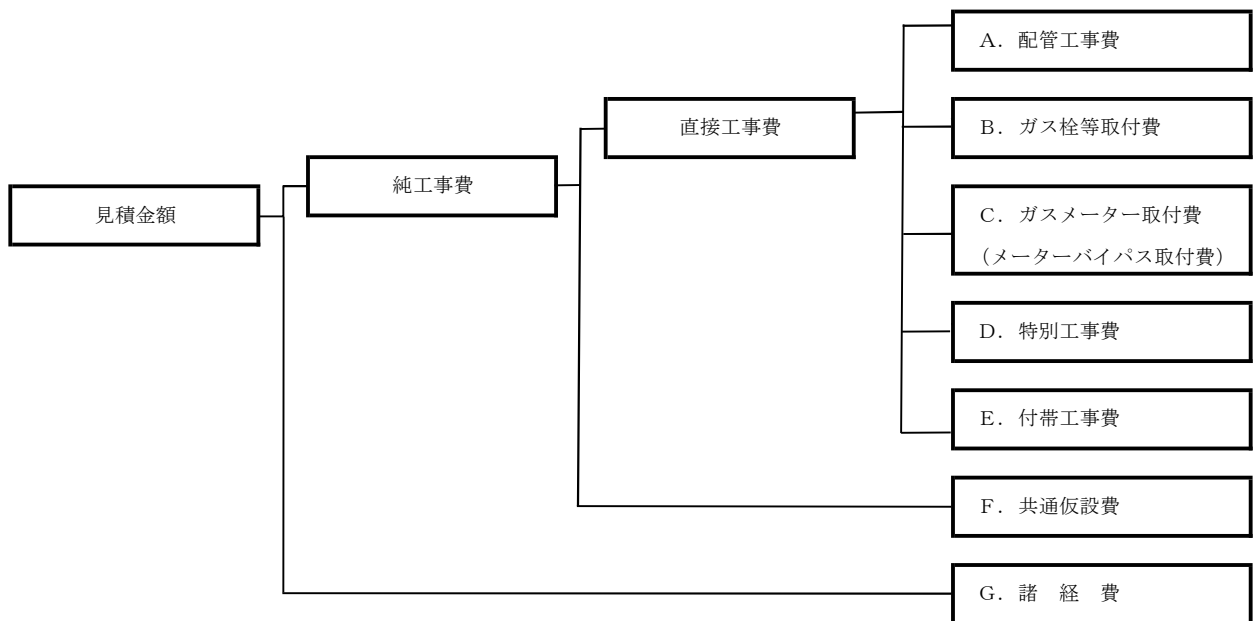 見積金額
純工事費
直接工事費
A．配管工事費
B．ガス栓等取付費
C．ガスメーター取付費
（メーターバイパス取付費）
D．特別工事費
E．付帯工事費
F．共通仮設費
G．諸　経　費